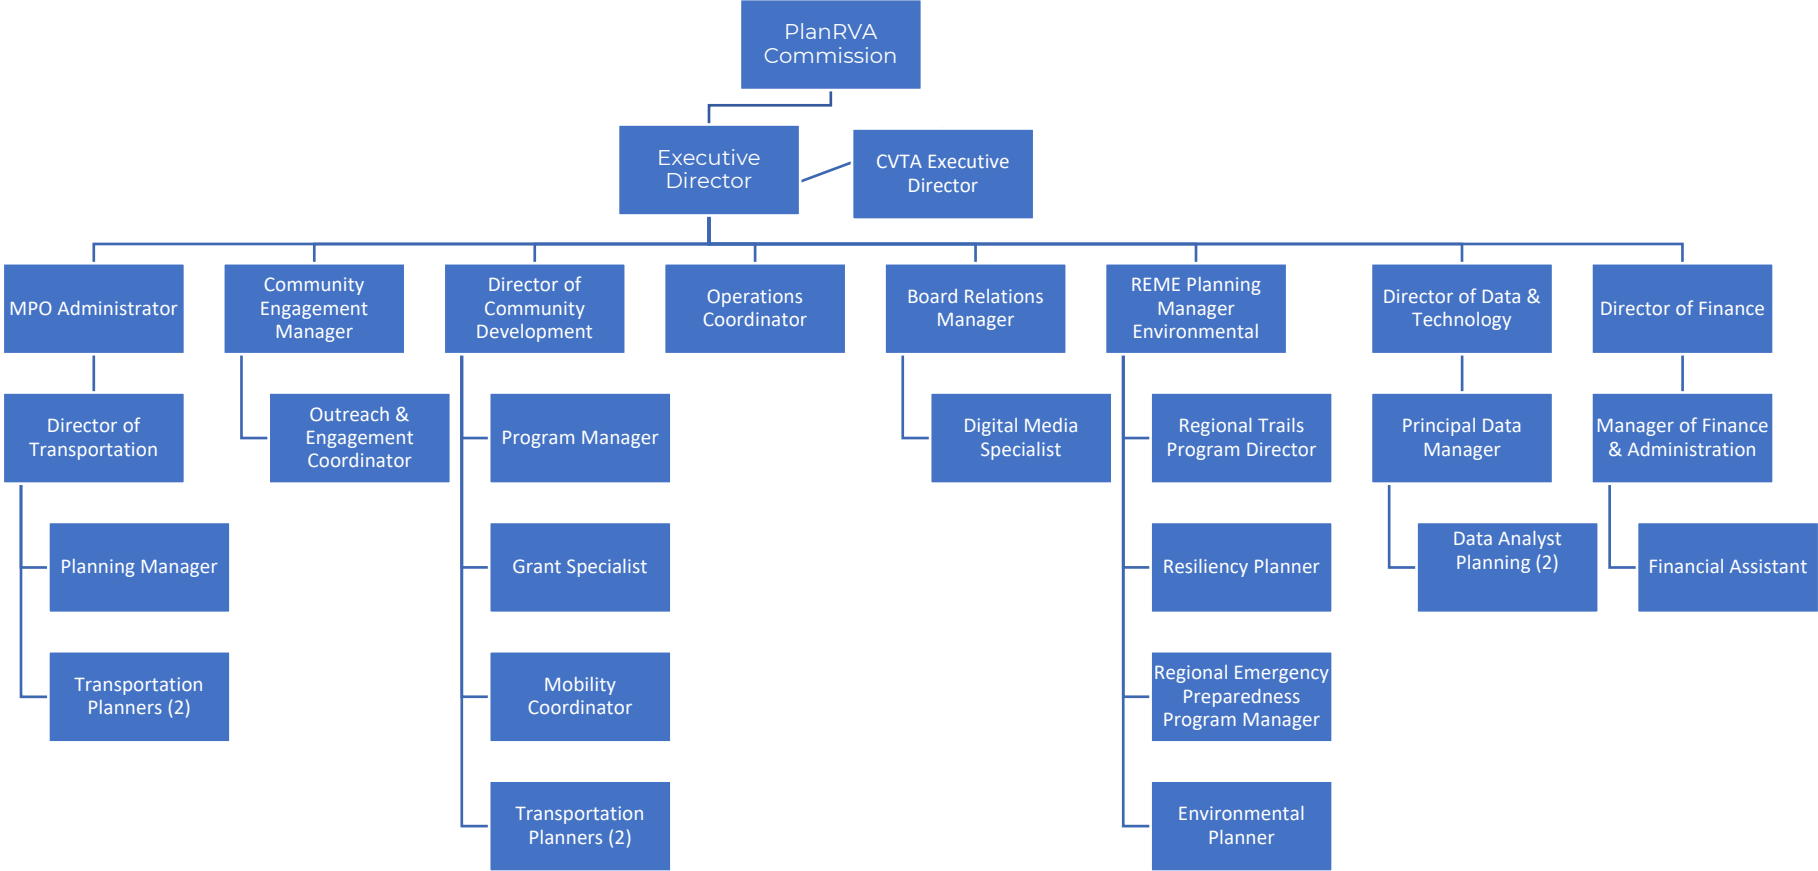 PlanRVA
Commission
Executive
Director
CVTA Executive
Director
MPO Administrator
Community
Engagement
Manager
Director of
Community
Development
Operations
Coordinator
Board Relations
Manager
REME Planning
Manager
Environmental
Director of Data &
Technology
Director of Finance
Director of
Transportation
Outreach &
Engagement
Coordinator
Program Manager
Digital Media
Specialist
Regional Trails
Program Director
Principal Data
Manager
Manager of Finance
& Administration
Planning Manager
Grant Specialist
Resiliency Planner
Data Analyst
Planning (2)
Financial Assistant
Transportation
Planners (2)
Mobility
Coordinator
Regional Emergency
Preparedness
Program Manager
Transportation
Planners (2)
Environmental
Planner